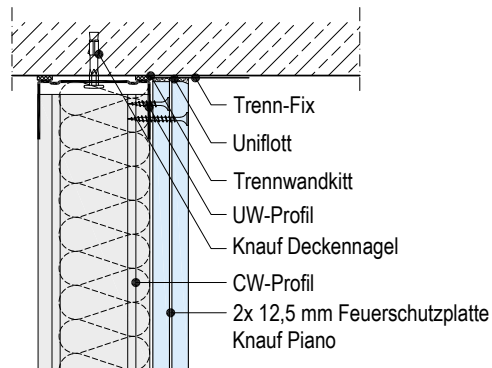 Trenn-Fix
Uniflott
Trennwandkitt
UW-Profil
Knauf Deckennagel
CW-Profil
2x 12,5 mm Feuerschutzplatte
Knauf Piano